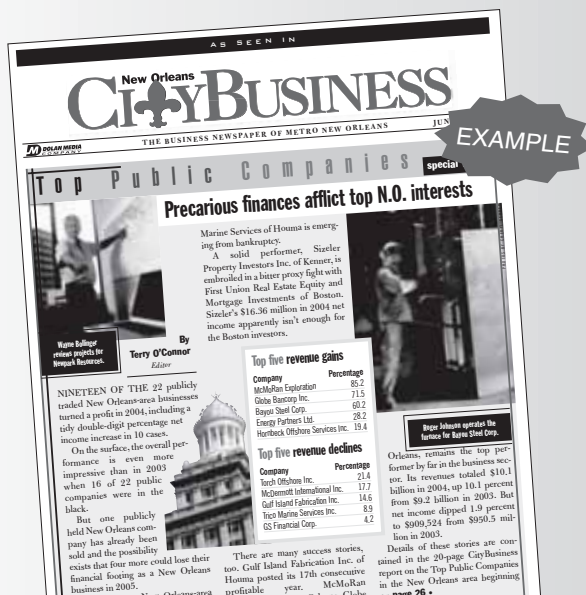 AS SEEN IN
New Orleans
CITYBUSINESS
DOLAN MEDIA
COMPANY
THE BUSINESS NEWSPAPER OF METRO NEW ORLEANS
JUN
EXAMPLE
Top Public Companies
special
Precarious finances afflict top N.O. interests
Wayne Bollinger
reviews projects for
Newpark Resources.
By
Terry O'Connor
Editor
NINETEEN OF THE 22 publicly
traded New Orleans-area businesses
turned a profit in 2004, including a
tidy double-digit percentage net
income increase in 10 cases.
On the surface, the overall per-
formance is even more
impressive than in 2003
when 16 of 22 public
companies were in the
black.
But one publicly
held New Orleans com-
pany has already been
sold and the possibility
exists that four more could lose their
financial footing as a New Orleans
business in 2005.
New Orleans-area
Marine Services of Houma is emerg-
ing from bankruptcy.
A solid performer, Sizeler
Property Investors Inc. of Kenner, is
embroiled in a bitter proxy fight with
First Union Real Estate Equity and
Mortgage Investments of Boston.
Sizeler's $16.36 million in 2004 net
income apparently isn't enough for
the Boston investors.
Top five revenue gains
Company Percentage
McMoRan Exploration 85.2
Globe Bancorp Inc. 71.5
Bayou Steel Corp. 60.2
Energy Partners Ltd. 28.2
Hornbeck Offshore Services Inc. 19.4
Top five revenue declines
Company Percentage
Torch Offshore Inc. 21.4
McDermott International Inc. 17.7
Gulf Island Fabrication Inc. 14.6
Trico Marine Services Inc. 8.9
GS Financial Corp. 4.2
There are many success stories,
too. Gulf Island Fabrication Inc. of
Houma posted its 17th consecutive
profitable year. McMoRan
Globe
Roger Johnson operates the
furnace for Bayou Steel Corp.
Orleans, remains the top per-
former by far in the business sec-
tor. Its revenues totaled $10.1
billion in 2004, up 10.1 percent
from $9.2 billion in 2003. But
net income dipped 1.9 percent
to $909,524 from $950.5 mil-
lion in 2003.
Details of these stories are con-
tained in the 20-page CityBusiness
report on the Top Public Companies
in the New Orleans area beginning
page 26.